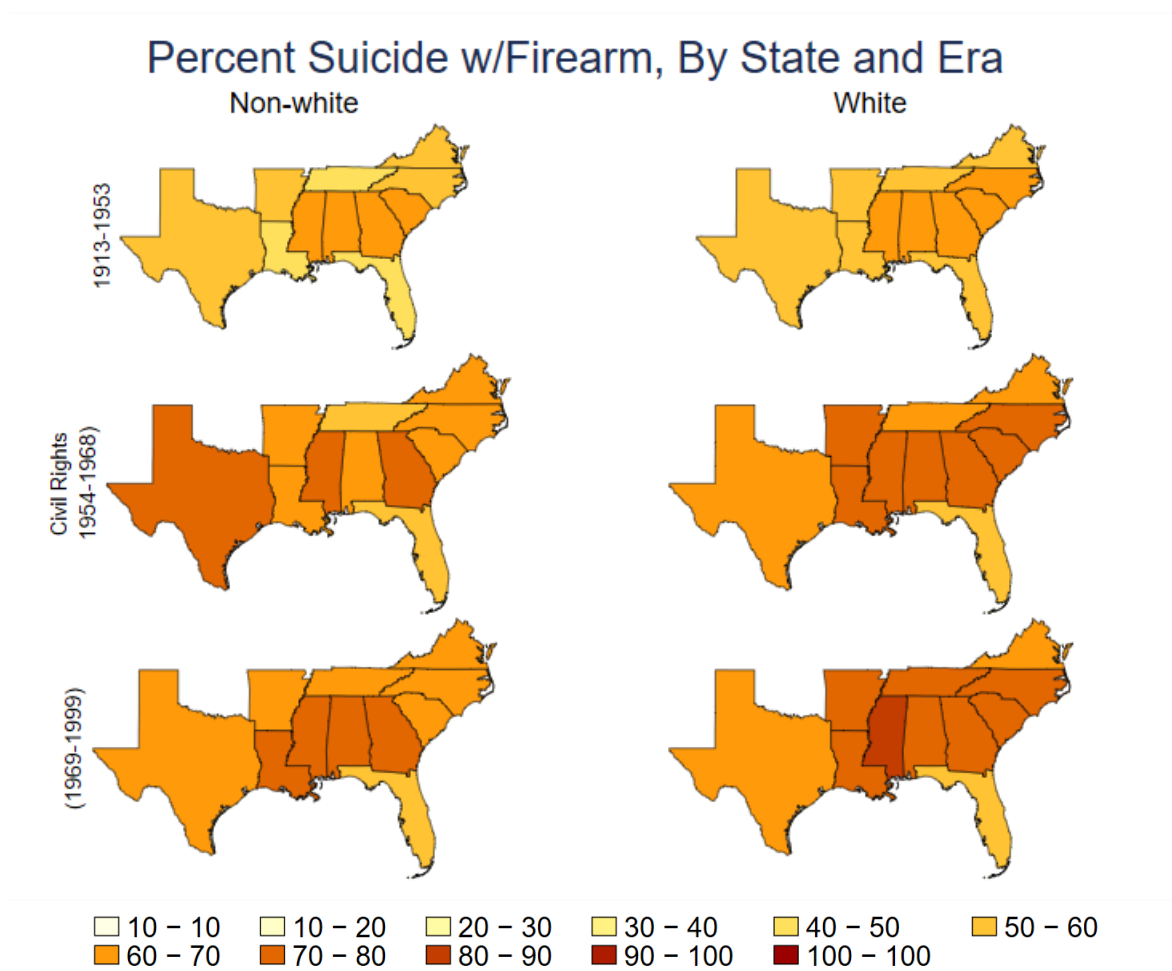 Percent Suicide w/Firearm, By State and Era
Non-white
White
1913-1953
Civil Rights
1954-1968)
(1969-1999)
10 – 10
10 – 20
20 – 30
30 – 40
40 – 50
50 – 60
60 – 70
70 – 80
80 – 90
90 – 100
100 – 100